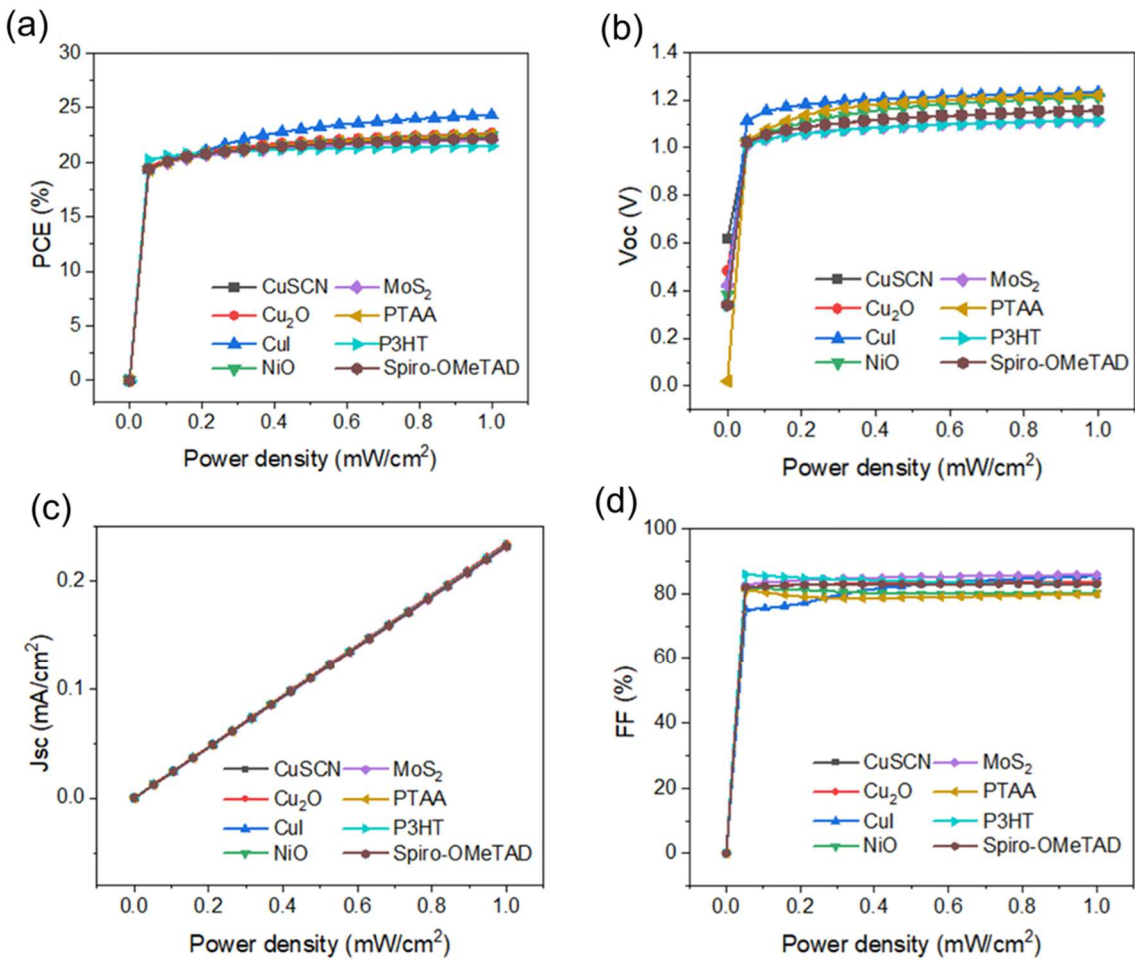 (a)
30
25
20
15
10
5
0
PCE (%)
CuSCN
Cu₂O
CuI
NiO
MoS₂
PTAA
P3HT
Spiro-OMeTAD
0.0 0.2 0.4 0.6 0.8 1.0
Power density (mW/cm²)
(b)
1.4
1.2
1.0
0.8
0.6
0.4
0.2
0.0
Voc (V)
CuSCN
Cu₂O
CuI
NiO
MoS₂
PTAA
P3HT
Spiro-OMeTAD
0.0 0.2 0.4 0.6 0.8 1.0
Power density (mW/cm²)
(c)
0.2
0.1
0.0
Jsc (mA/cm²)
CuSCN
Cu₂O
CuI
NiO
MoS₂
PTAA
P3HT
Spiro-OMeTAD
0.0 0.2 0.4 0.6 0.8 1.0
Power density (mW/cm²)
(d)
100
80
60
40
20
0
FF (%)
CuSCN
Cu₂O
CuI
NiO
MoS₂
PTAA
P3HT
Spiro-OMeTAD
0.0 0.2 0.4 0.6 0.8 1.0
Power density (mW/cm²)